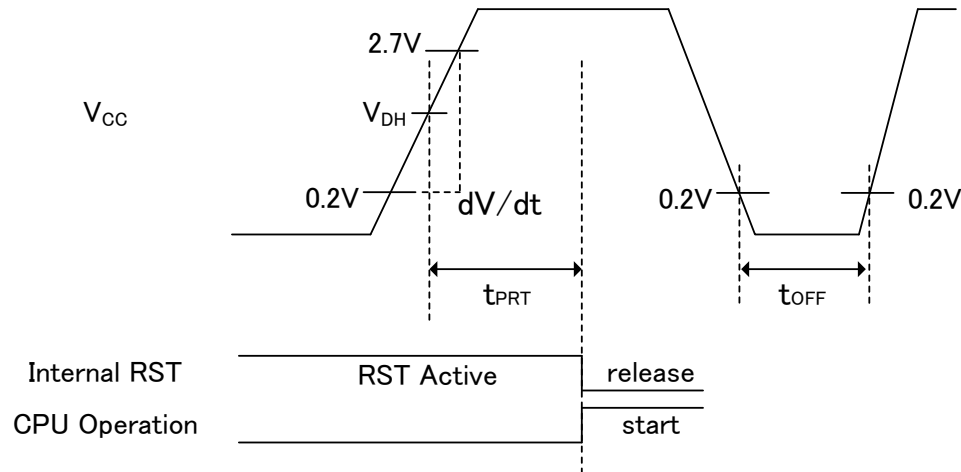 2.7V
VCC
VDH
0.2V
dV/dt
0.2V
0.2V
tPRT
tOFF
Internal RST
RST Active
release
CPU Operation
start